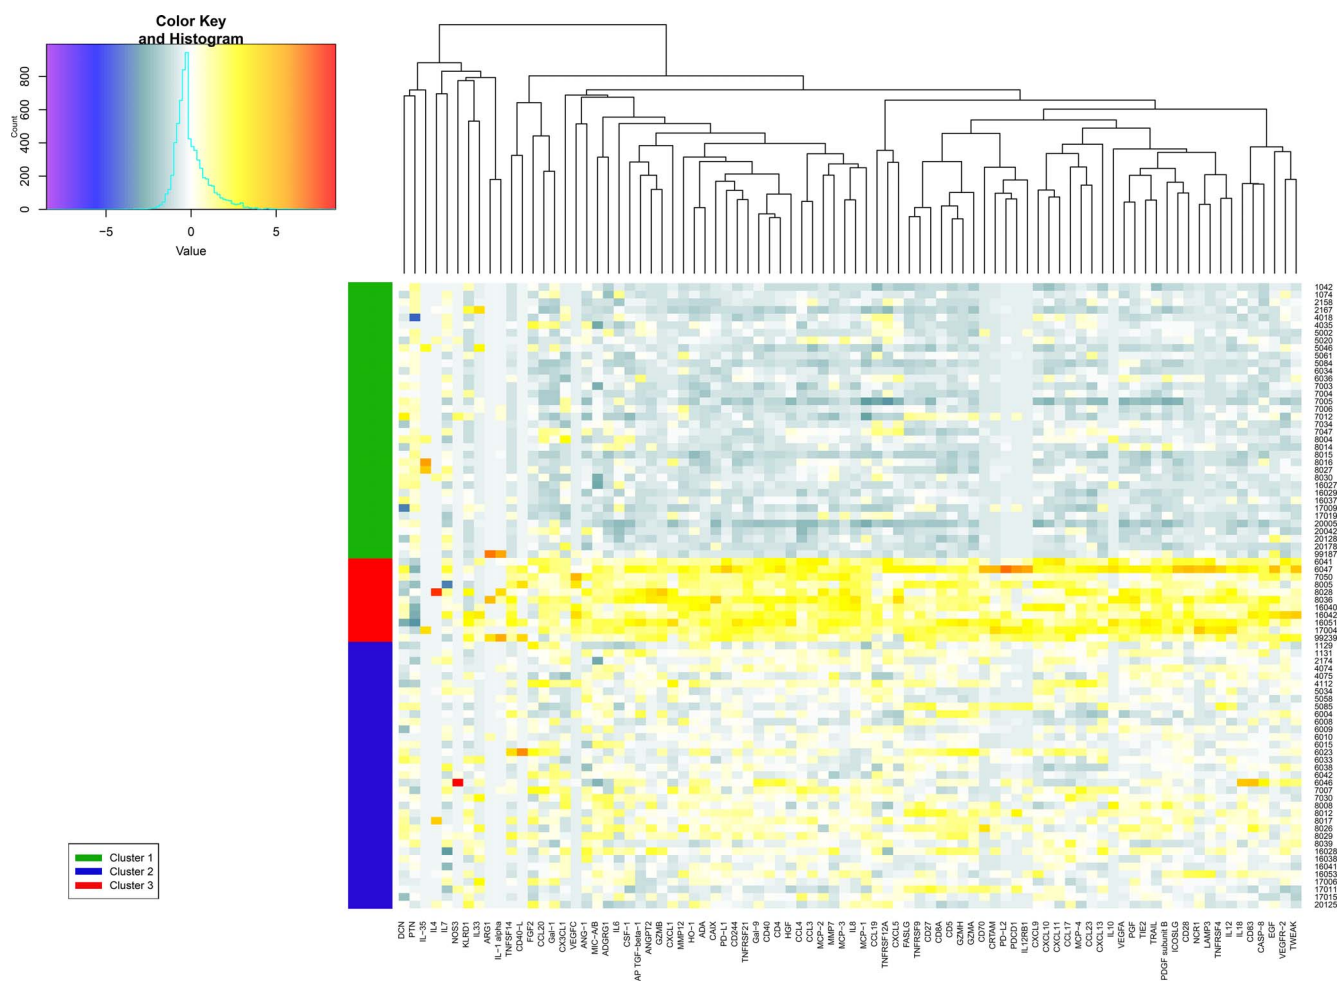 Color Key
and Histogram
Count
0
200
400
600
800
−5
0
5
Value
1042
1074
2158
2167
4018
4035
5002
5020
5046
5061
5084
6034
6036
7003
7004
7005
7006
7012
7034
7047
8004
8014
8015
8016
8027
8030
16027
16029
16037
17009
17019
20005
20042
20128
20178
99187
6041
6047
7050
8005
8028
8036
16040
16042
16051
17004
99239
1129
1131
2174
4074
4075
4112
5034
5058
5085
6004
6008
6009
6010
6015
6023
6033
6038
6042
6046
7007
7030
8008
8012
8017
8026
8029
8039
16028
16038
16041
16053
17006
17011
17015
20125
Cluster 1
Cluster 2
Cluster 3
DCN
PTN
IL−35
IL4
IL7
NOS3
KLRD1
IL33
ARG1
IL−1 alpha
TNFSF14
CD40−L
FGF2
CCL20
Gal−1
CX3CL1
VEGFC
ANG−1
MIC−A/B
ADGRG1
IL6
CSF−1
AP TGF−beta−1
ANGPT2
GZMB
CXCL1
MMP12
HO−1
ADA
CAIX
PD−L1
CD244
TNFRSF21
Gal−9
CD40
CD4
HGF
CCL4
CCL3
MCP−2
MMP7
MCP−3
IL8
MCP−1
CCL19
TNFRSF12A
CXCL5
FASLG
TNFRSF9
CD27
CD8A
CD5
GZMH
GZMA
CD70
CRTAM
PD−L2
PDCD1
IL12RB1
CXCL9
CXCL10
CXCL11
CCL17
MCP−4
CCL23
CXCL13
IL10
VEGFA
PGF
TIE2
TRAIL
PDGF subunit B
ICOSLG
CD28
NCR1
LAMP3
TNFRSF4
IL12
IL18
CD83
CASP−8
EGF
VEGFR−2
TWEAK